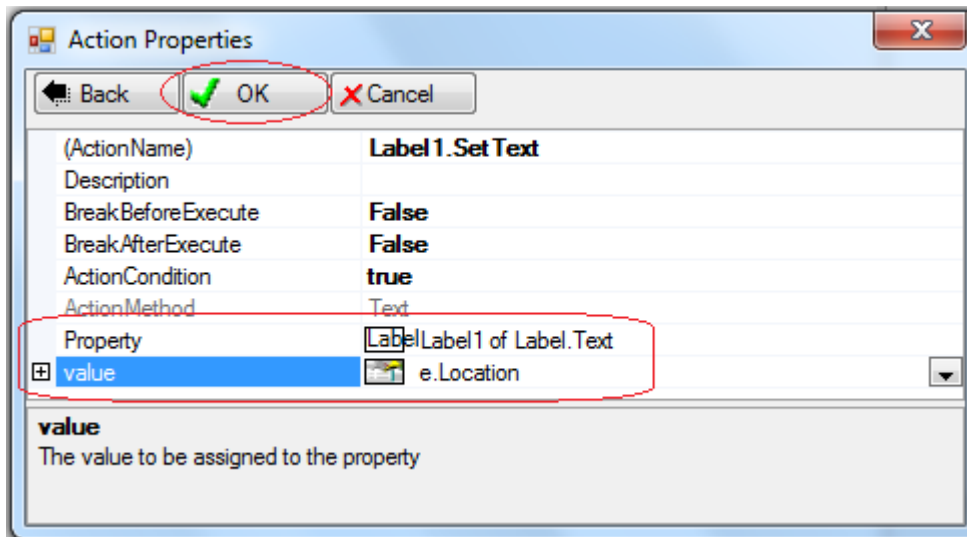 Action Properties
Back OK Cancel
(ActionName) Label1.SetText
Description
BreakBeforeExecute False
BreakAfterExecute False
ActionCondition true
ActionMethod Text
Property Label Label1 of Label.Text
value e.Location
value
The value to be assigned to the property